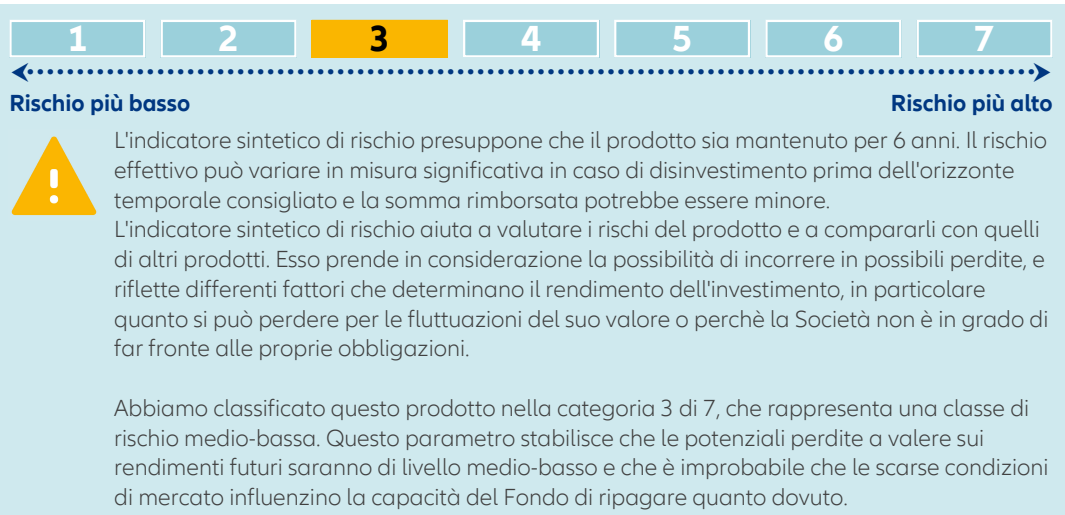 1 2 3 4 5 6 7
Rischio più basso Rischio più alto
L'indicatore sintetico di rischio presuppone che il prodotto sia mantenuto per 6 anni. Il rischio
effettivo può variare in misura significativa in caso di disinvestimento prima dell'orizzonte
temporale consigliato e la somma rimborsata potrebbe essere minore.
L'indicatore sintetico di rischio aiuta a valutare i rischi del prodotto e a compararli con quelli
di altri prodotti. Esso prende in considerazione la possibilità di incorrere in possibili perdite, e
riflette differenti fattori che determinano il rendimento dell'investimento, in particolare
quanto si può perdere per le fluttuazioni del suo valore o perchè la Società non è in grado di
far fronte alle proprie obbligazioni.
Abbiamo classificato questo prodotto nella categoria 3 di 7, che rappresenta una classe di
rischio medio-bassa. Questo parametro stabilisce che le potenziali perdite a valere sui
rendimenti futuri saranno di livello medio-basso e che è improbabile che le scarse condizioni
di mercato influenzino la capacità del Fondo di ripagare quanto dovuto.